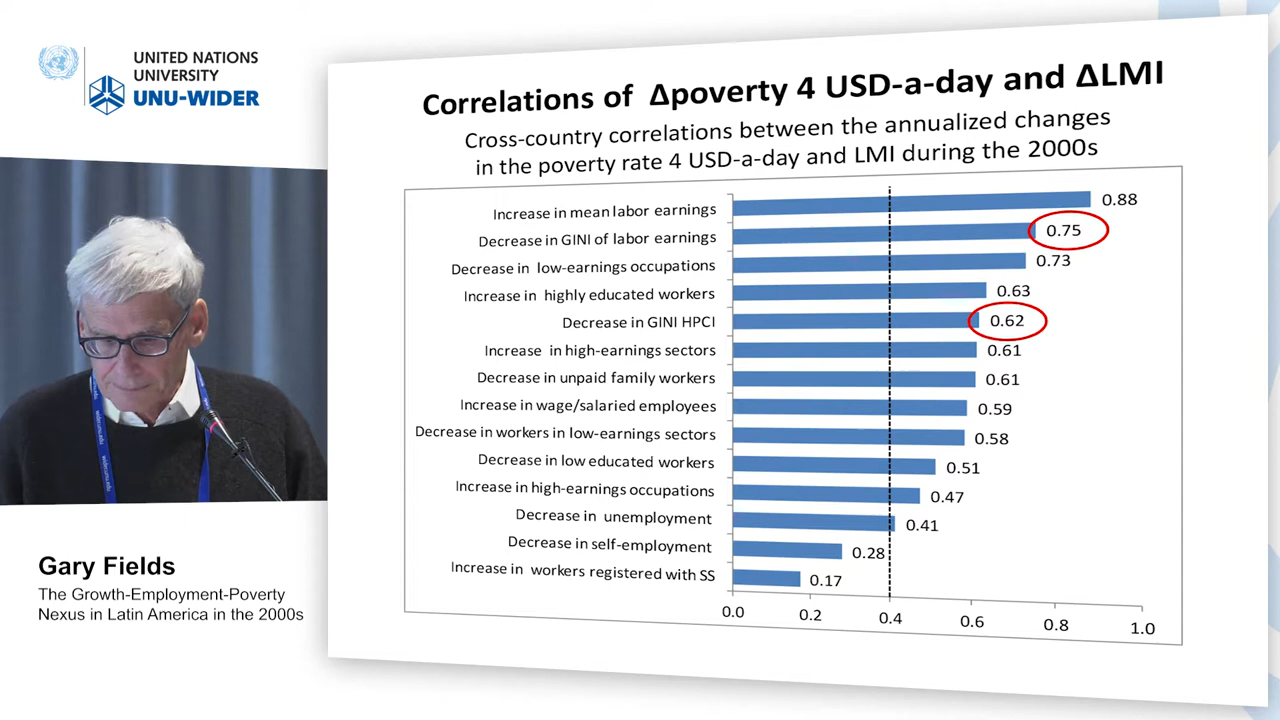 UNITED NATIONS
UNIVERSITY
UNU-WIDER
Correlations of Δpoverty 4 USD-a-day and ΔLMI
Cross-country correlations between the annualized changes
in the poverty rate 4 USD-a-day and LMI during the 2000s
Increase in mean labor earnings 0.88
Decrease in GINI of labor earnings 0.75
Decrease in low-earnings occupations 0.73
Increase in highly educated workers 0.63
Decrease in GINI HPCI 0.62
Increase in high-earnings sectors 0.61
Decrease in unpaid family workers 0.61
Increase in wage/salaried employees 0.59
Decrease in workers in low-earnings sectors 0.58
Decrease in low educated workers 0.51
Increase in high-earnings occupations 0.47
Decrease in unemployment 0.41
Decrease in self-employment 0.28
Increase in workers registered with SS 0.17
0.0 0.2 0.4 0.6 0.8 1.0
Gary Fields
The Growth-Employment-Poverty
Nexus in Latin America in the 2000s